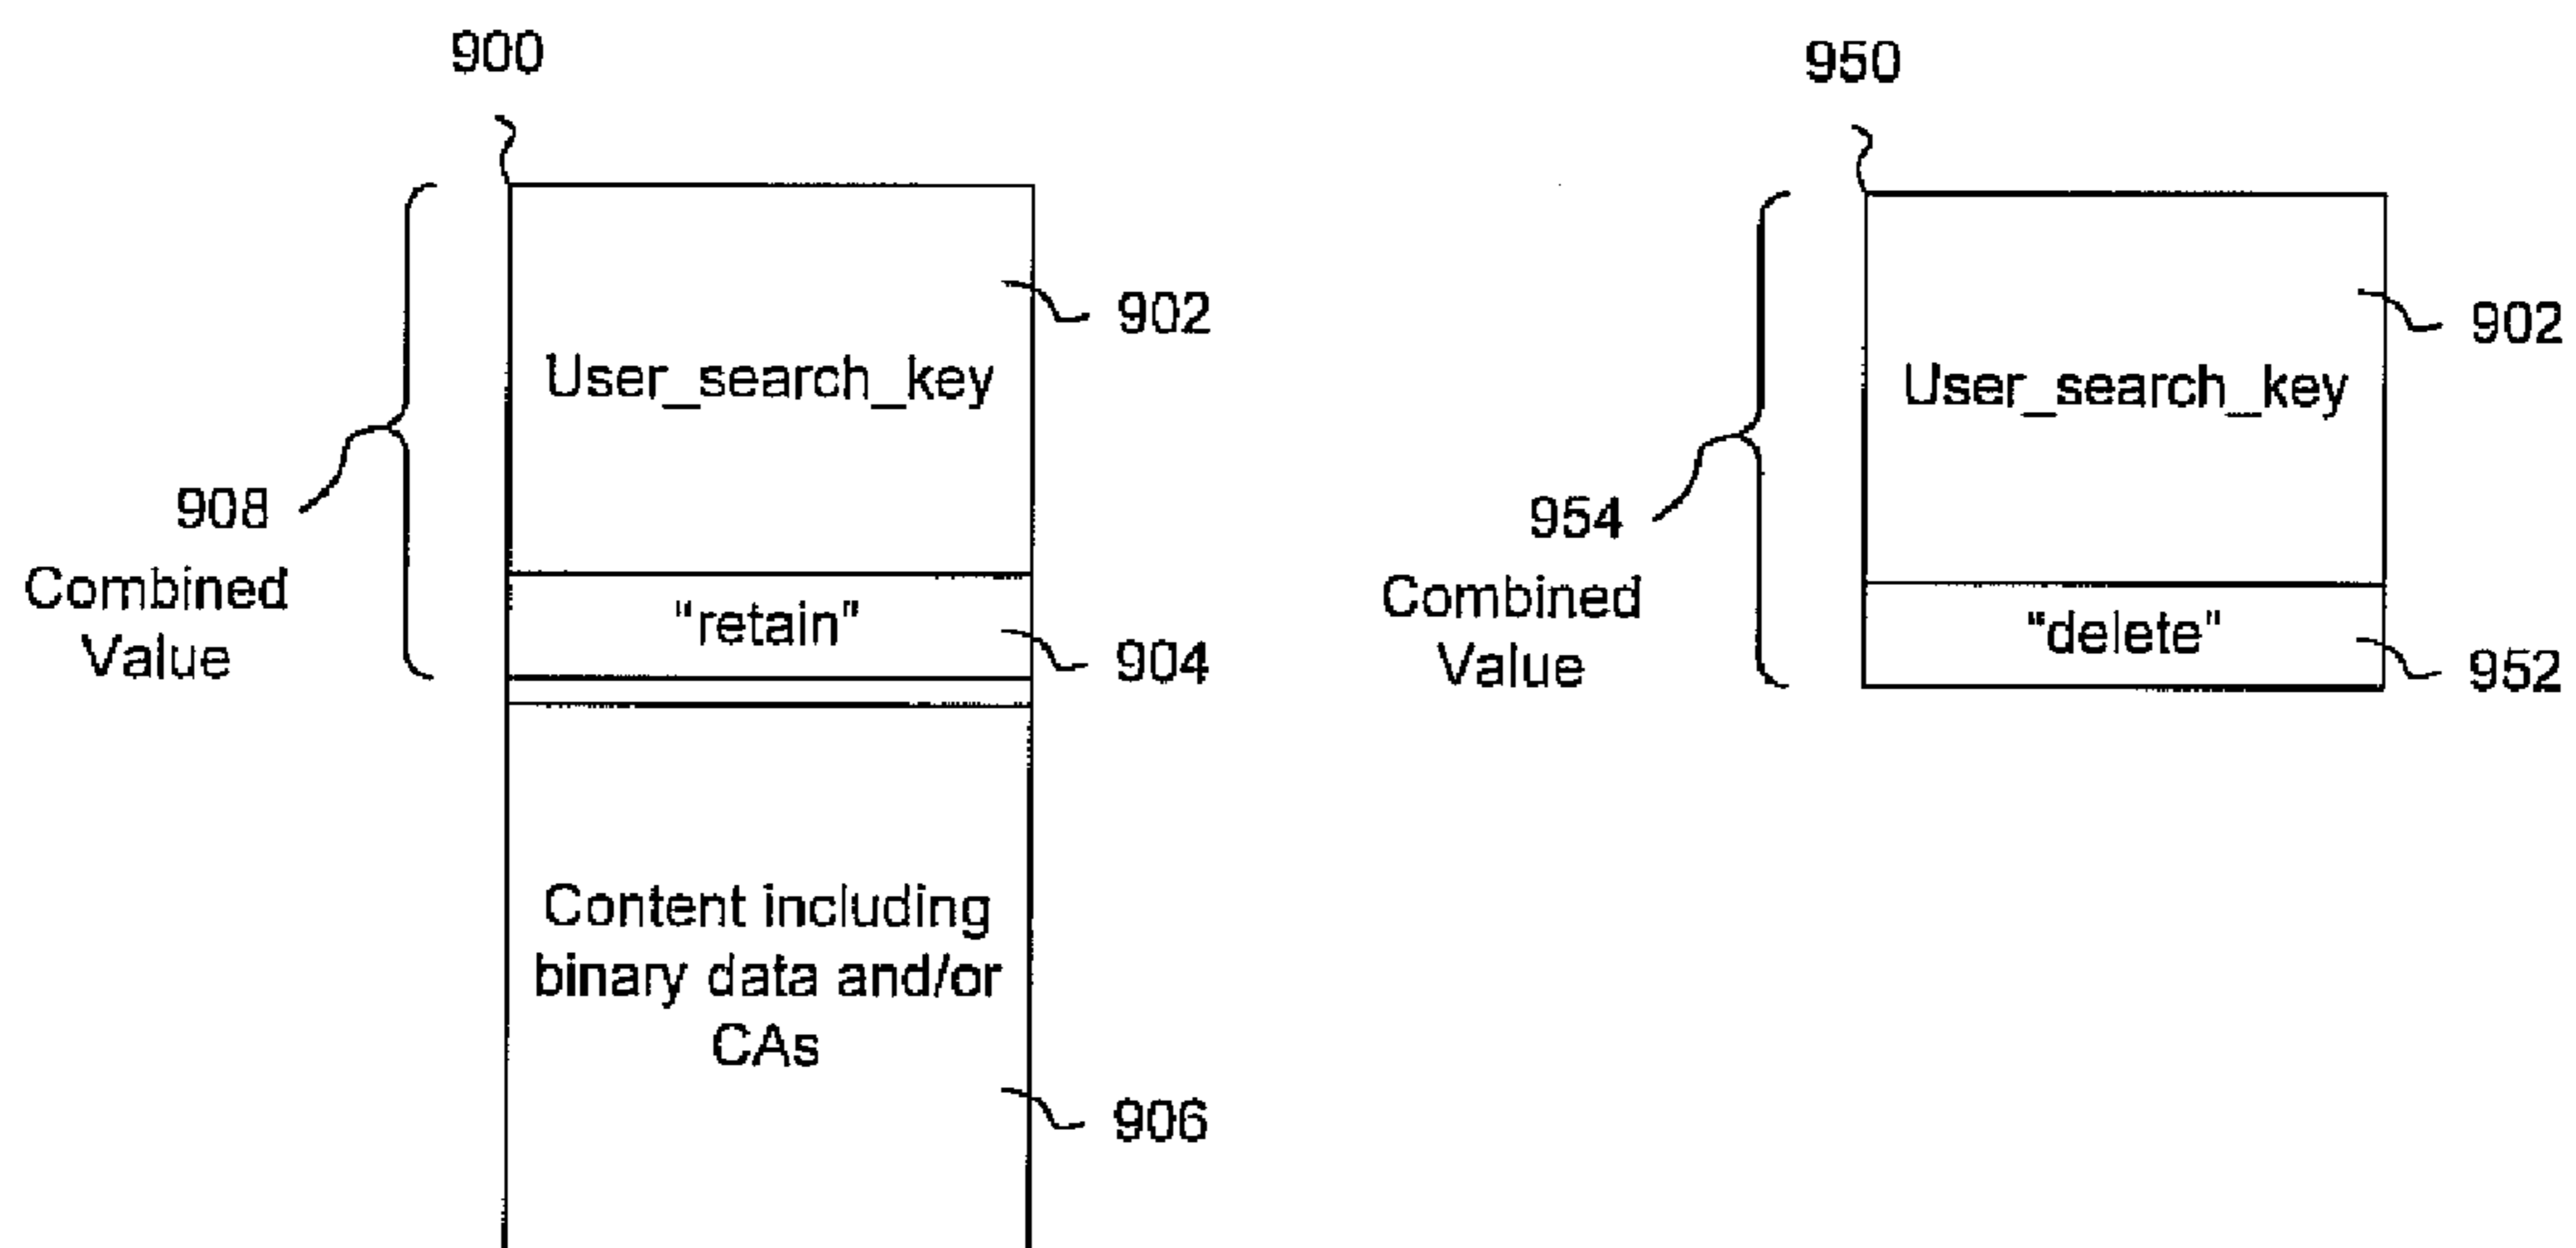 900
902
User_search_key
908
Combined
Value
"retain"
904
Content including
binary data and/or
CAs
906
950
902
User_search_key
954
Combined
Value
"delete"
952